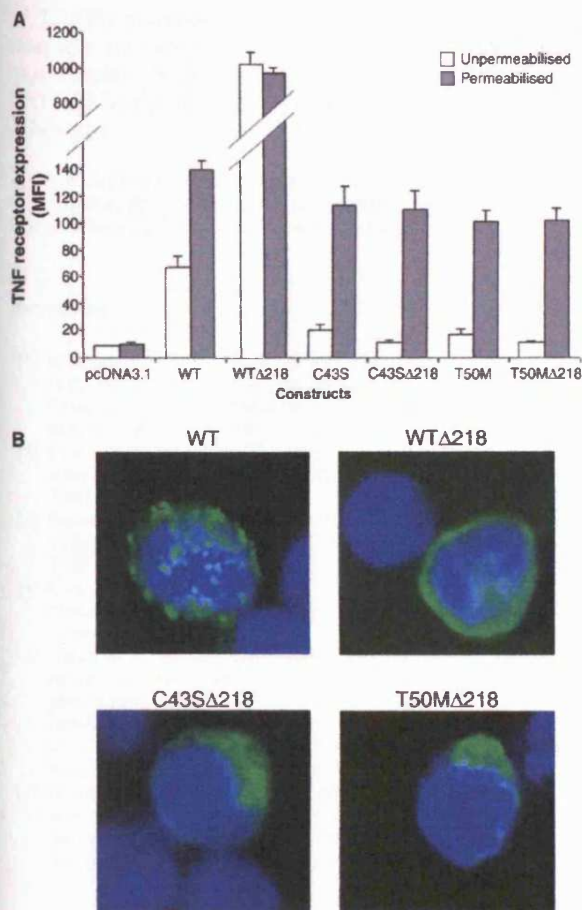 A
1200
1000
800
140
120
100
80
60
40
20
0
TNF receptor expression
(MFI)
Unpermeabilised
Permeabilised
pcDNA3.1 WT WTΔ218 C43S C43SΔ218 T50M T50MΔ218
Constructs
B
WT WTΔ218
C43SΔ218 T50MΔ218